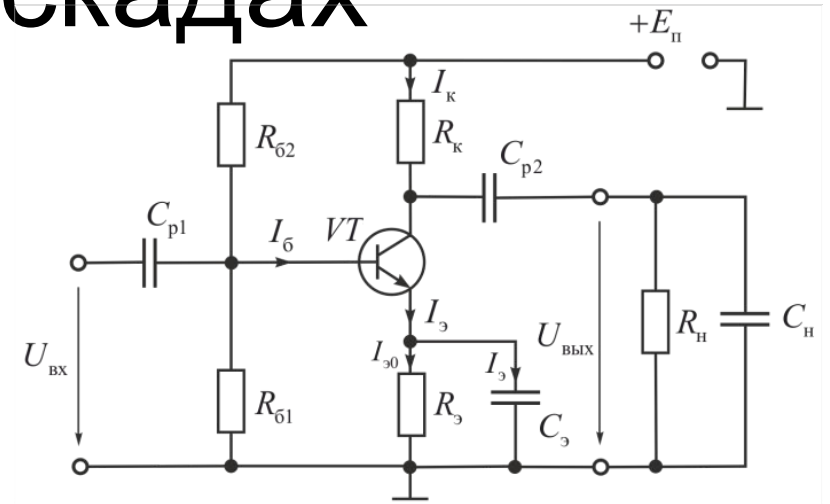 скадах
+Eп
Iк
Rб2
Rк
Cр2
Cр1
Iб
VT
Iэ
Uвх
Iэ0
Iэ
Uвых
Rн
Cн
Rб1
Rэ
Cэ